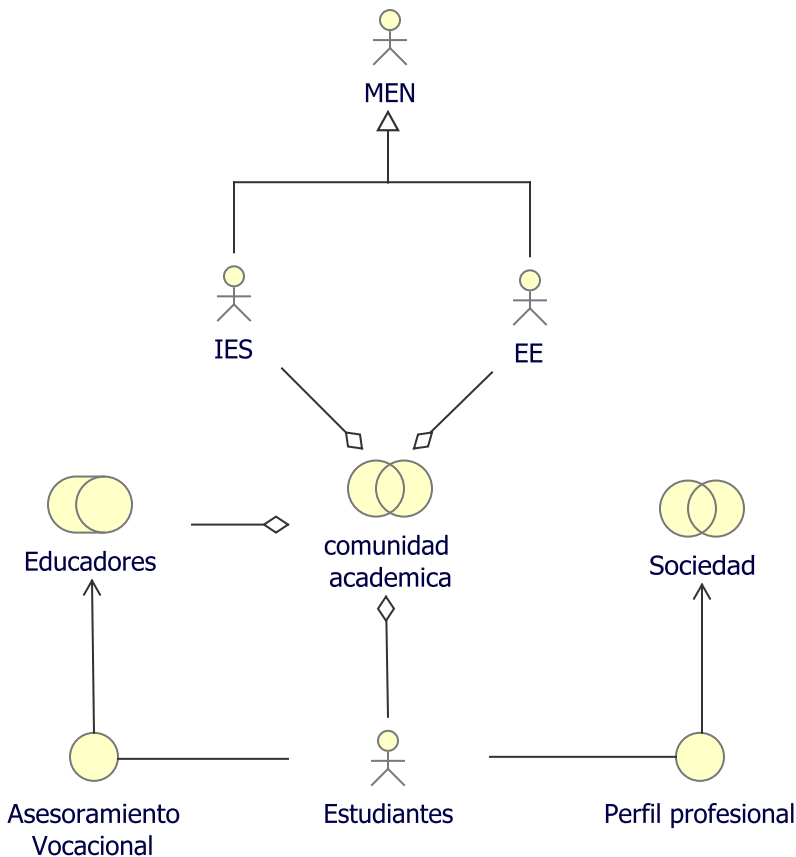 MEN
IES
EE
comunidad
academica
Educadores
Sociedad
Asesoramiento
Vocacional
Estudiantes
Perfil profesional